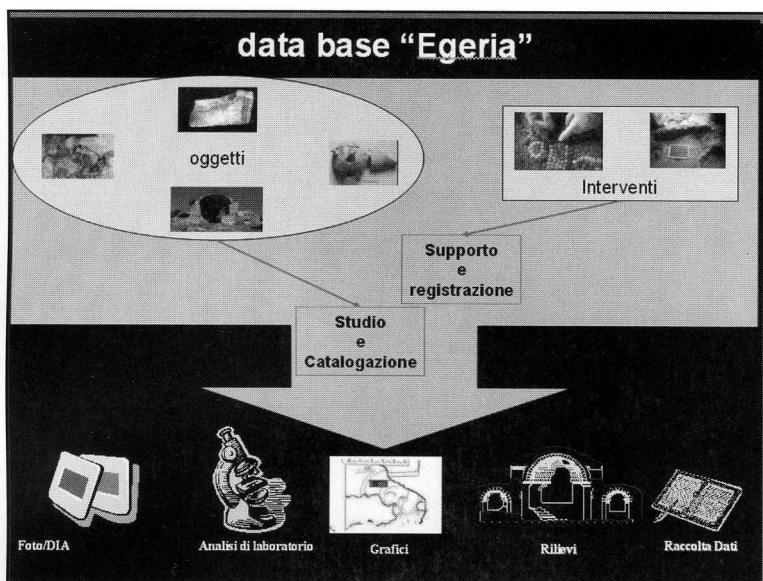 data base “Egeria”
oggetti
Interventi
Supporto
e
registrazione
Studio
e
Catalogazione
Foto/DIA
Analisi di laboratorio
Grafici
Rilievi
Raccolta Dati